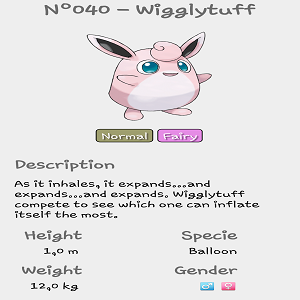 Nº040 - Wigglytuff
Normal Fairy
Description
As it inhales, it expands...and
expands...and expands. Wigglytuff
compete to see which one can inflate
itself the most.
Height Specie
1,0 m Balloon
Weight Gender
12,0 kg